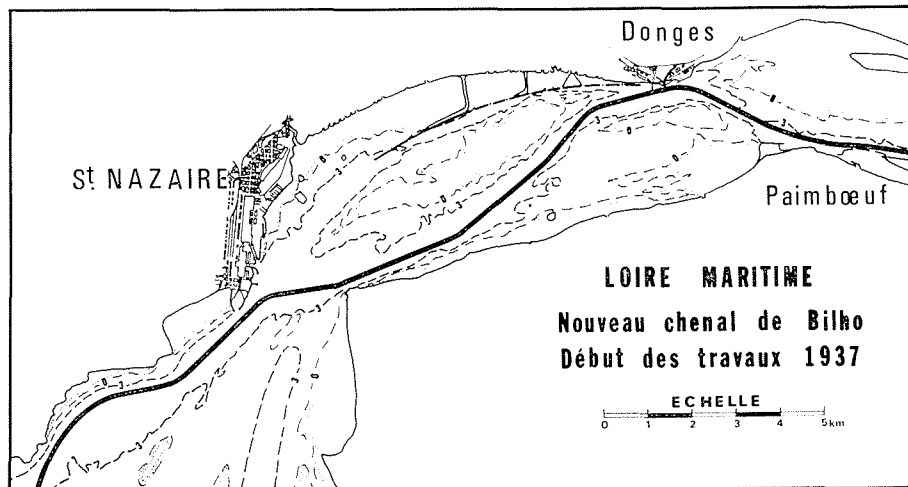 Donges
St NAZAIRE
Paimbœuf
LOIRE MARITIME
Nouveau chenal de Bilho
Début des travaux 1937
ECHELLE
0 1 2 3 4 5km